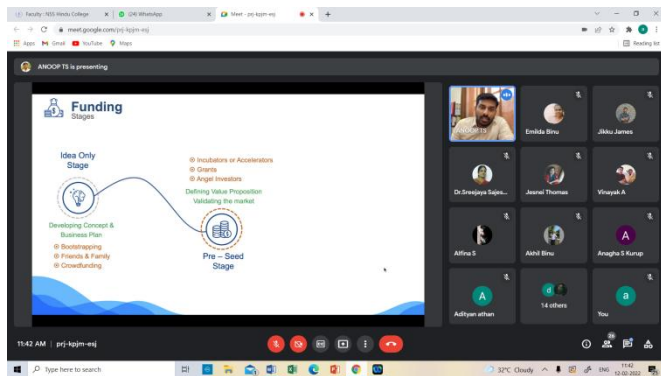 Faculty | NSS Hindu College
(24) WhatsApp
Meet - prj-kpjm-esj
meet.google.com/prj-kpjm-esj
Apps
Gmail
YouTube
Maps
Reading list
ANOOP TS is presenting
Funding
Stages
Idea Only
Stage
Developing Concept &
Business Plan
Bootstrapping
Friends & Family
Crowdfunding
Incubators or Accelerators
Grants
Angel Investors
Defining Value Proposition
Validating the market
Pre – Seed
Stage
ANOOP TS
Emilda Binu
Jikku James
Dr.Sreejaya Sajes...
Jesnei Thomas
Vinayak A
Alfina S
Akhil Binu
A
Anagha S Kurup
A
Adityan athan
d
14 others
a
You
11:42 AM | prj-kpjm-esj
Type here to search
32°C Cloudy
ENG
11:42
12-02-2022